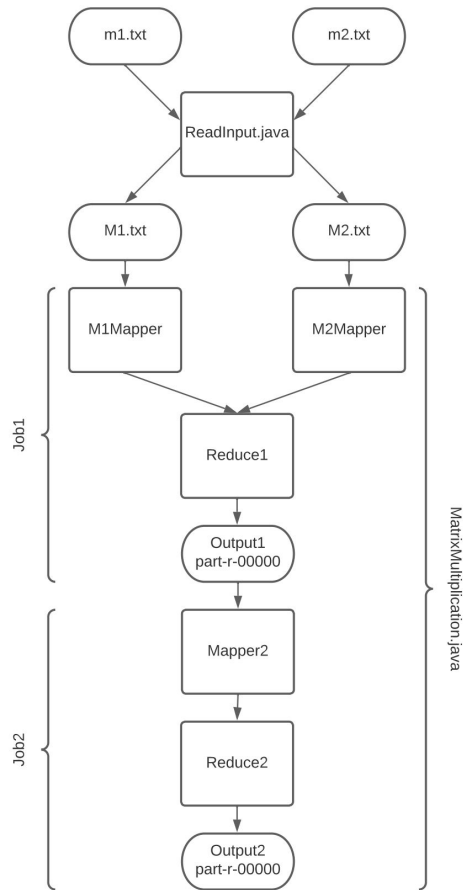 m1.txt
m2.txt
ReadInput.java
M1.txt
M2.txt
M1Mapper
M2Mapper
Job1
Reduce1
Output1
part-r-00000
MatrixMultiplication.java
Mapper2
Job2
Reduce2
Output2
part-r-00000